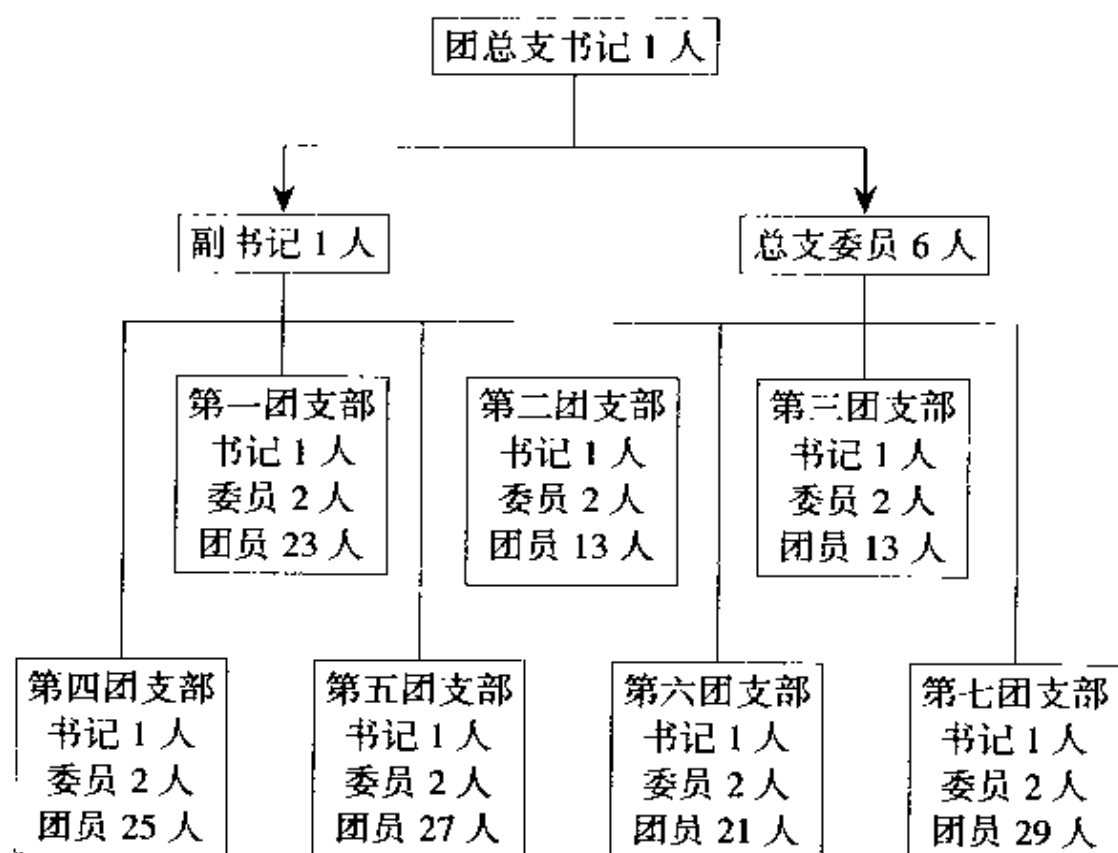 团总支书记 1 人
副书记 1 人
总支委员 6 人
第一团支部
书记 1 人
委员 2 人
团员 23 人
第二团支部
书记 1 人
委员 2 人
团员 13 人
第三团支部
书记 1 人
委员 2 人
团员 13 人
第四团支部
书记 1 人
委员 2 人
团员 25 人
第五团支部
书记 1 人
委员 2 人
团员 27 人
第六团支部
书记 1 人
委员 2 人
团员 21 人
第七团支部
书记 1 人
委员 2 人
团员 29 人